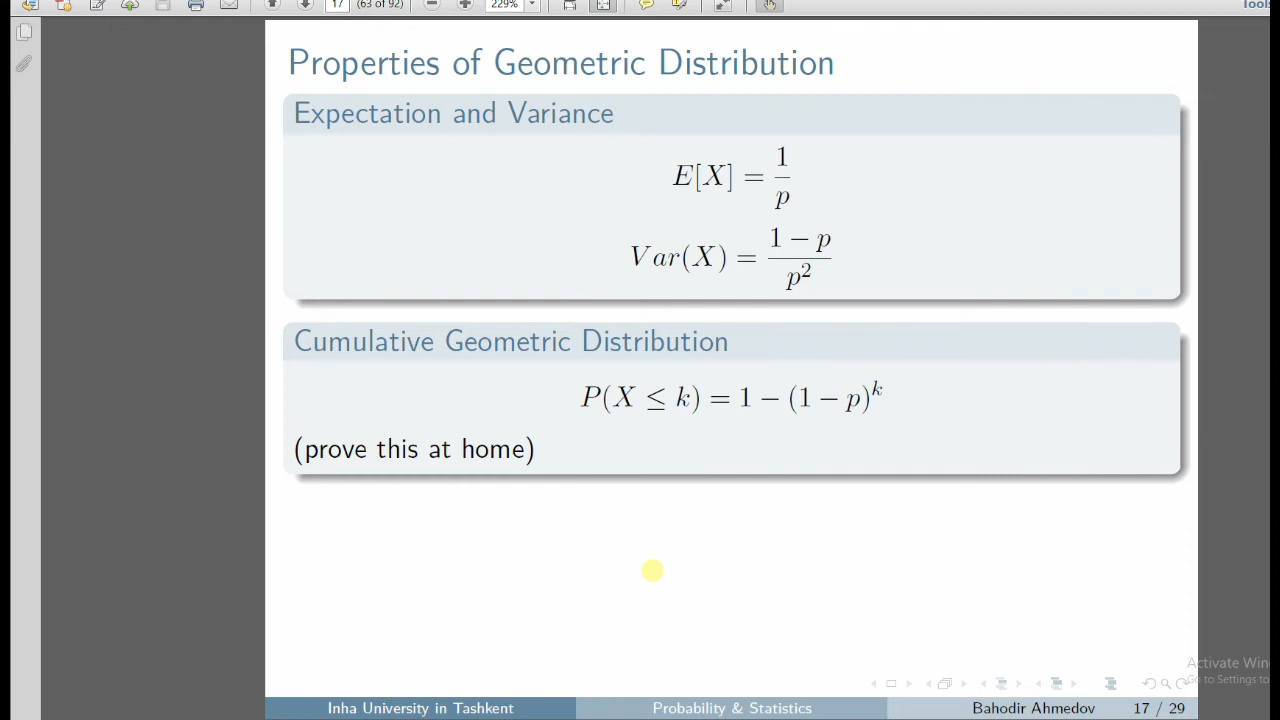 17 (63 of 92) 229% Tools
Properties of Geometric Distribution
Expectation and Variance
E[X] = 1/p
Var(X) = (1 − p)/p²
Cumulative Geometric Distribution
P(X ≤ k) = 1 − (1 − p)^k
(prove this at home)
Activate Win
Go to Settings to
Inha University in Tashkent Probability & Statistics Bahodir Ahmedov 17 / 29